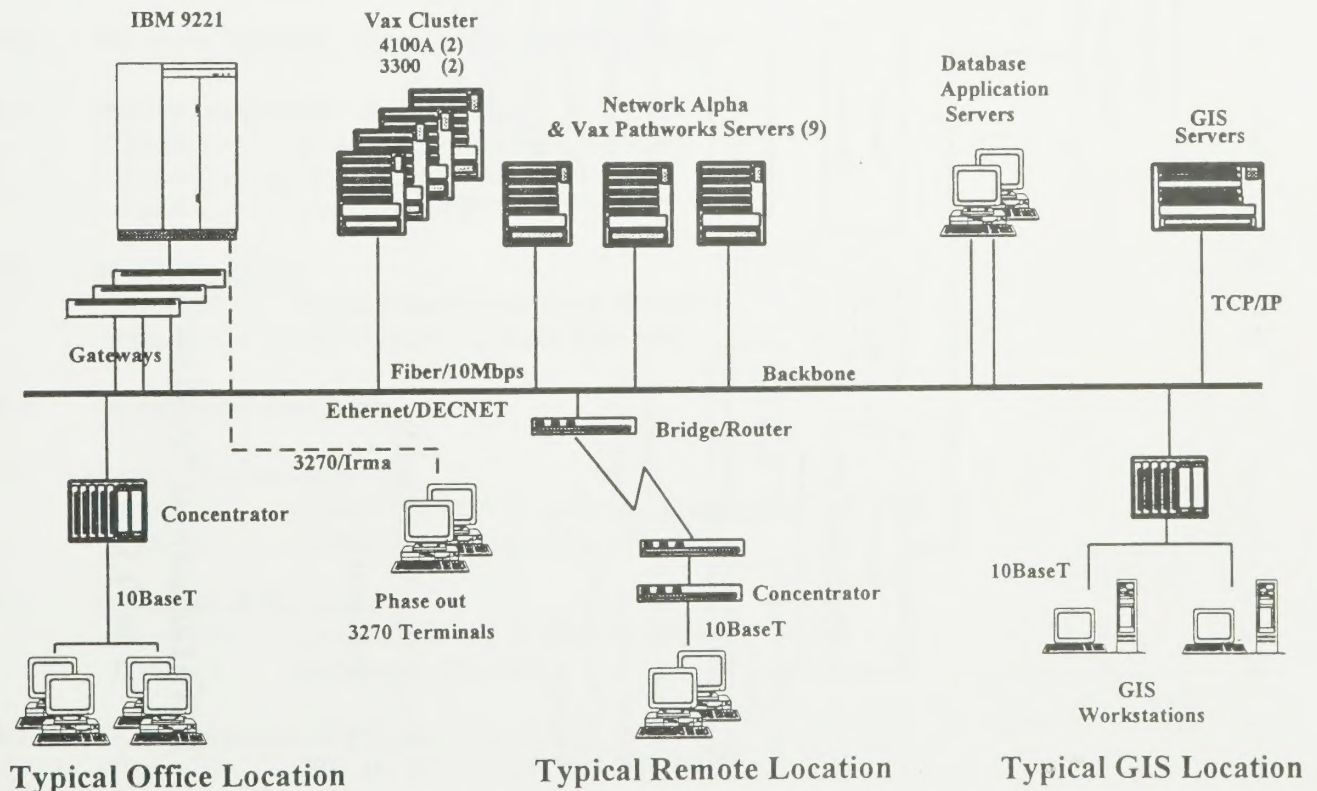 IBM 9221
Vax Cluster
4100A (2)
3300 (2)
Network Alpha
& Vax Pathworks Servers (9)
Database
Application
Servers
GIS
Servers
TCP/IP
Gateways
Fiber/10Mbps
Backbone
Ethernet/DECNET
Bridge/Router
3270/Irma
Concentrator
10BaseT
Phase out
3270 Terminals
Concentrator
10BaseT
10BaseT
GIS
Workstations
Typical Office Location
Typical Remote Location
Typical GIS Location